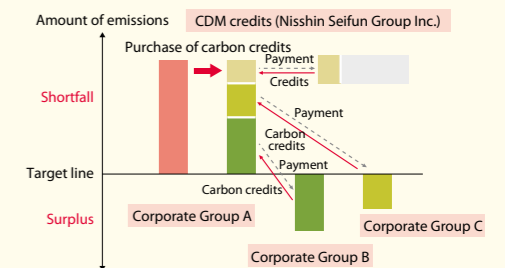 Amount of emissions
CDM credits (Nisshin Seifun Group Inc.)
Purchase of carbon credits
Payment
Credits
Shortfall
Payment
Carbon
credits
Payment
Target line
Carbon credits
Surplus
Corporate Group A
Corporate Group C
Corporate Group B